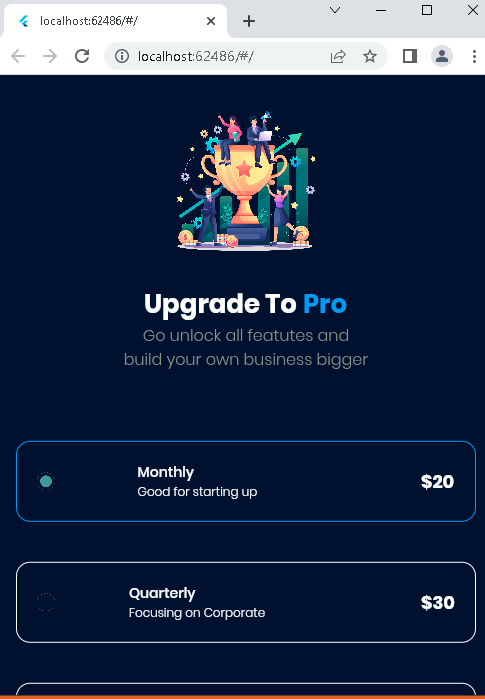 localhost:62486/#/
localhost:62486/#/
Upgrade To Pro
Go unlock all featutes and
build your own business bigger
Monthly
Good for starting up
$20
Quarterly
Focusing on Corporate
$30